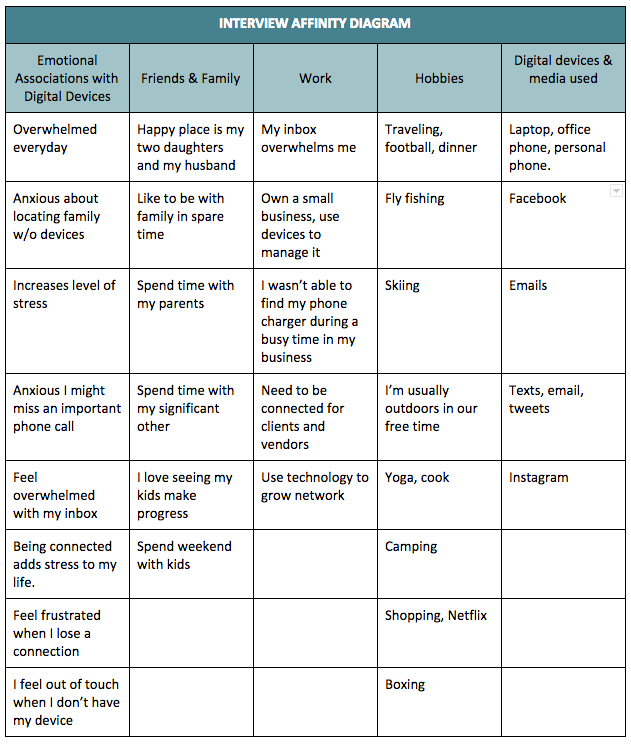 INTERVIEW AFFINITY DIAGRAM
Emotional
Associations with
Digital Devices
Friends & Family
Work
Hobbies
Digital devices &
media used
Overwhelmed
everyday
Happy place is my
two daughters
and my husband
My inbox
overwhelms me
Traveling,
football, dinner
Laptop, office
phone, personal
phone.
Anxious about
locating family
w/o devices
Like to be with
family in spare
time
Own a small
business, use
devices to
manage it
Fly fishing
Facebook
Increases level of
stress
Spend time with
my parents
I wasn’t able to
find my phone
charger during a
busy time in my
business
Skiing
Emails
Anxious I might
miss an important
phone call
Spend time with
my significant
other
Need to be
connected for
clients and
vendors
I’m usually
outdoors in our
free time
Texts, email,
tweets
Feel
overwhelmed
with my inbox
I love seeing my
kids make
progress
Use technology to
grow network
Yoga, cook
Instagram
Being connected
adds stress to my
life.
Spend weekend
with kids
Camping
Feel frustrated
when I lose a
connection
Shopping, Netflix
I feel out of touch
when I don’t have
my device
Boxing